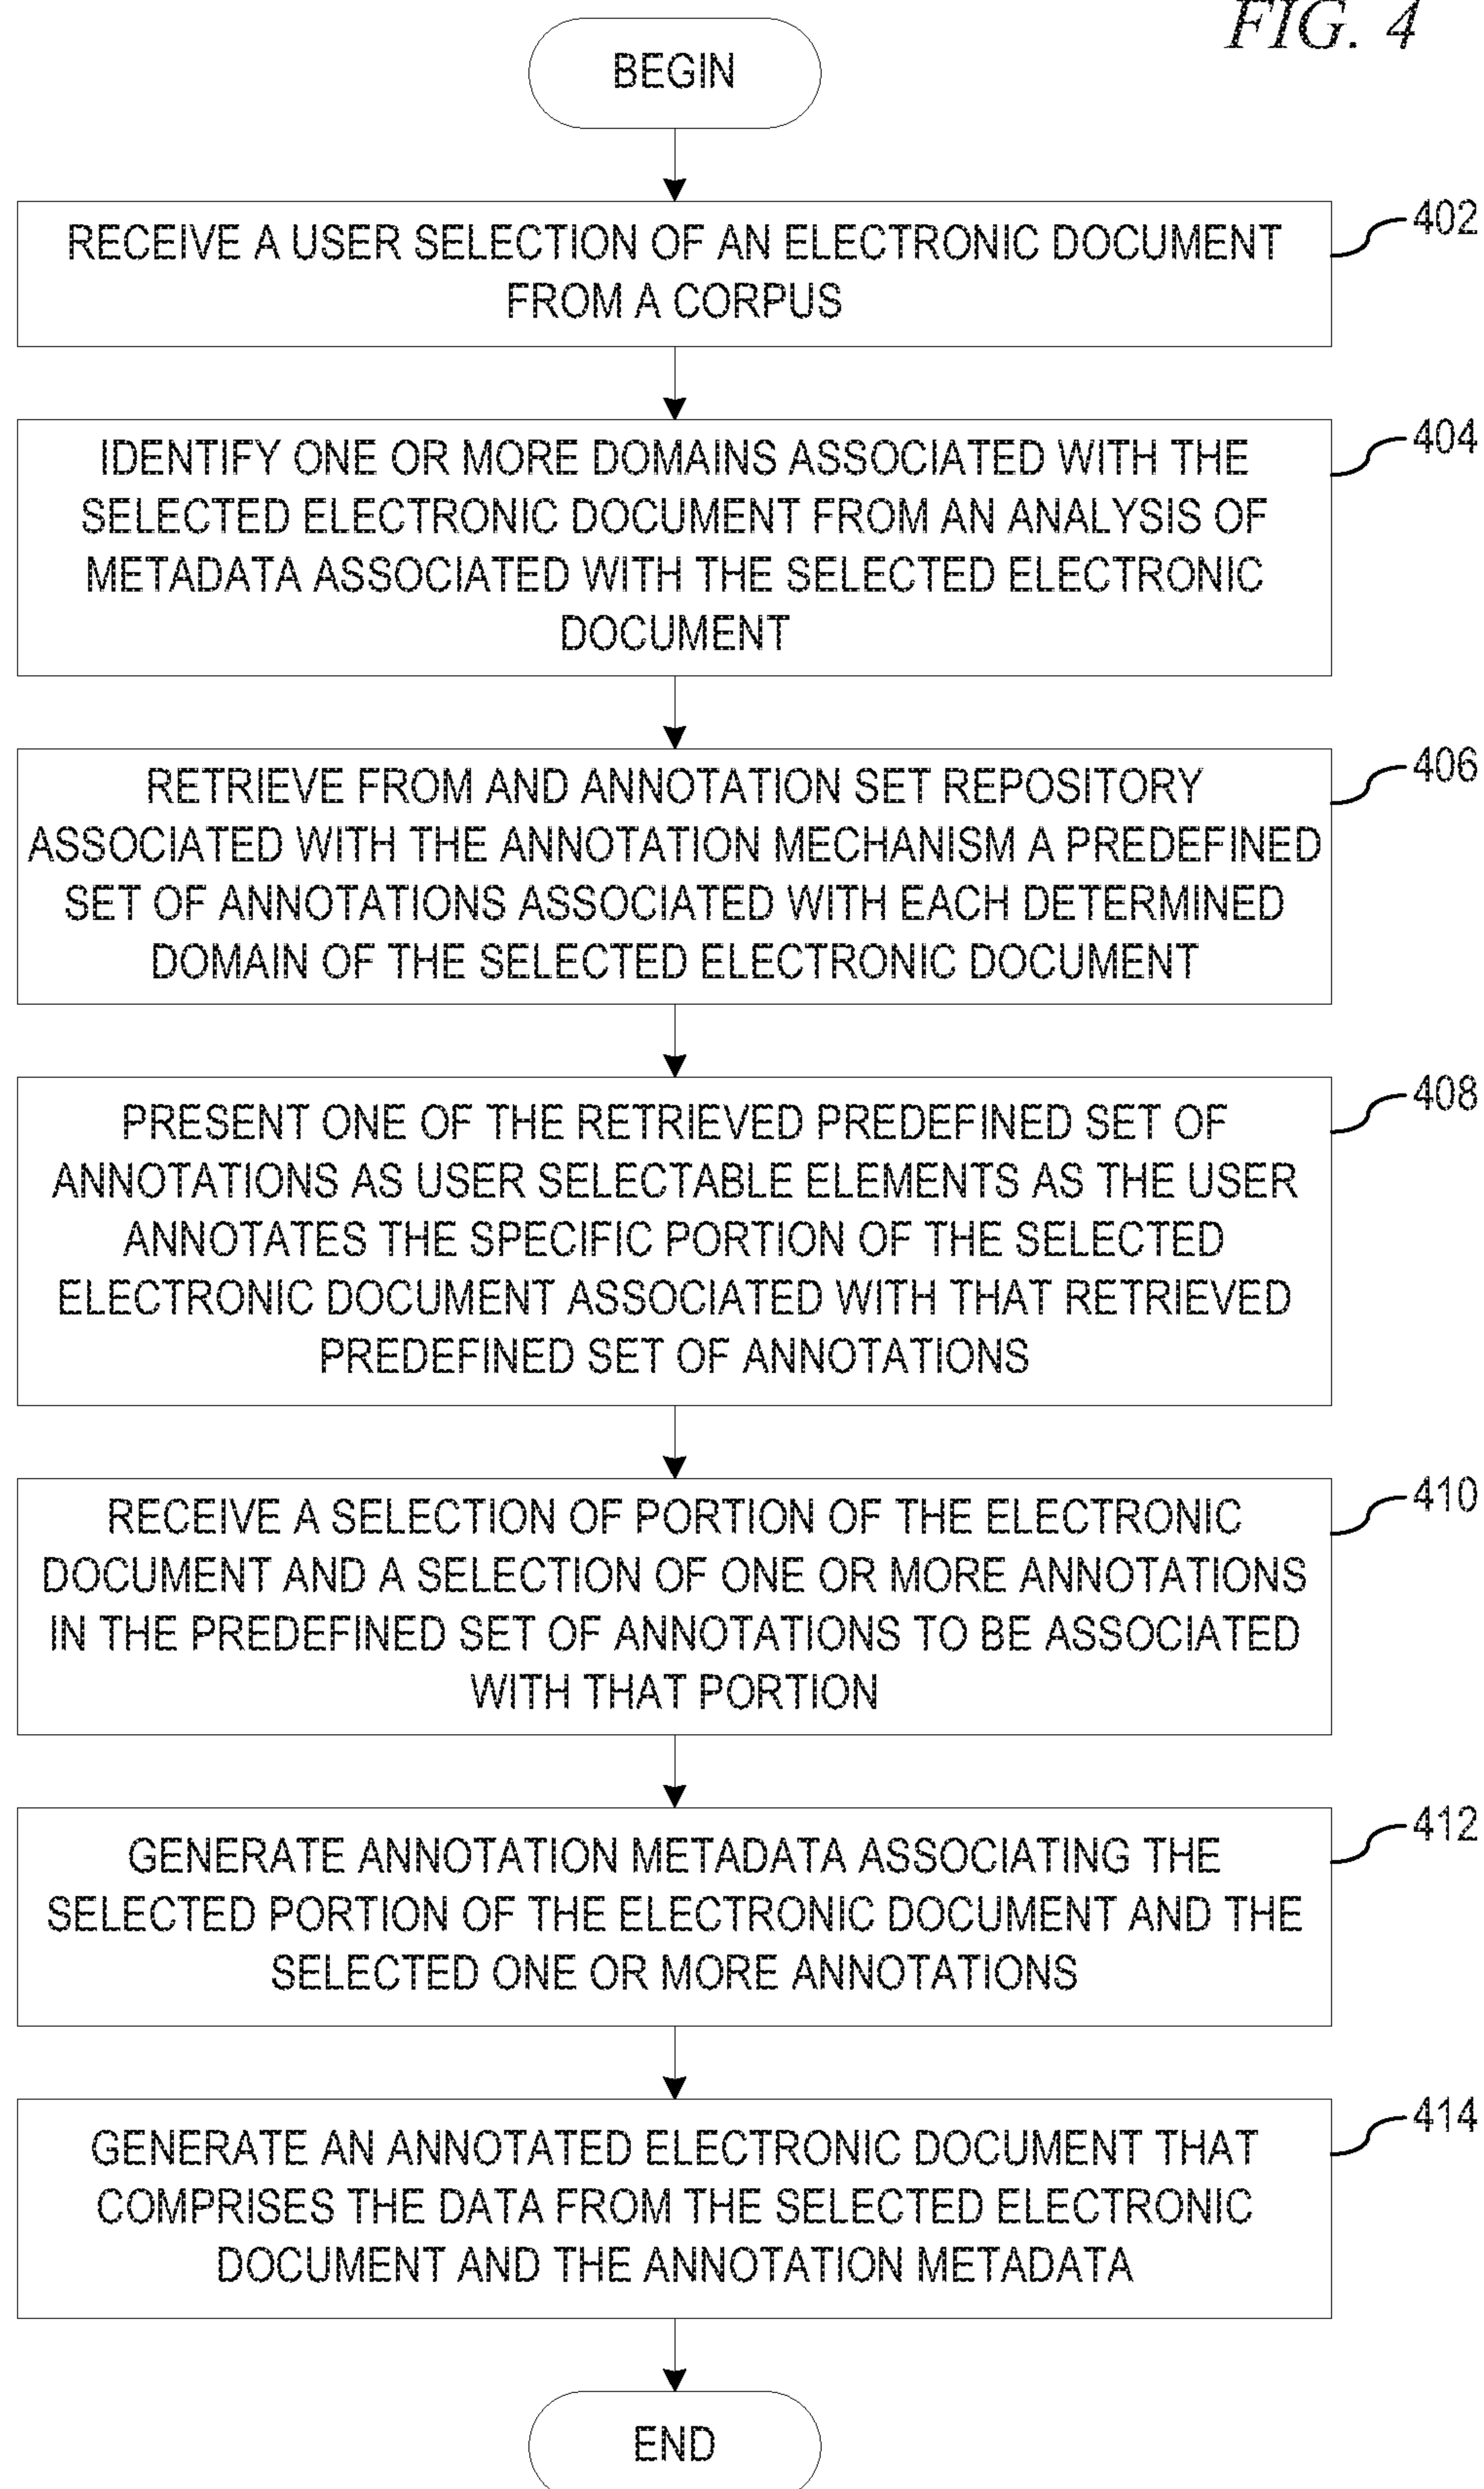 FIG. 4
BEGIN
RECEIVE A USER SELECTION OF AN ELECTRONIC DOCUMENT
FROM A CORPUS
402
IDENTIFY ONE OR MORE DOMAINS ASSOCIATED WITH THE
SELECTED ELECTRONIC DOCUMENT FROM AN ANALYSIS OF
METADATA ASSOCIATED WITH THE SELECTED ELECTRONIC
DOCUMENT
404
RETRIEVE FROM AND ANNOTATION SET REPOSITORY
ASSOCIATED WITH THE ANNOTATION MECHANISM A PREDEFINED
SET OF ANNOTATIONS ASSOCIATED WITH EACH DETERMINED
DOMAIN OF THE SELECTED ELECTRONIC DOCUMENT
406
PRESENT ONE OF THE RETRIEVED PREDEFINED SET OF
ANNOTATIONS AS USER SELECTABLE ELEMENTS AS THE USER
ANNOTATES THE SPECIFIC PORTION OF THE SELECTED
ELECTRONIC DOCUMENT ASSOCIATED WITH THAT RETRIEVED
PREDEFINED SET OF ANNOTATIONS
408
RECEIVE A SELECTION OF PORTION OF THE ELECTRONIC
DOCUMENT AND A SELECTION OF ONE OR MORE ANNOTATIONS
IN THE PREDEFINED SET OF ANNOTATIONS TO BE ASSOCIATED
WITH THAT PORTION
410
GENERATE ANNOTATION METADATA ASSOCIATING THE
SELECTED PORTION OF THE ELECTRONIC DOCUMENT AND THE
SELECTED ONE OR MORE ANNOTATIONS
412
GENERATE AN ANNOTATED ELECTRONIC DOCUMENT THAT
COMPRISES THE DATA FROM THE SELECTED ELECTRONIC
DOCUMENT AND THE ANNOTATION METADATA
414
END